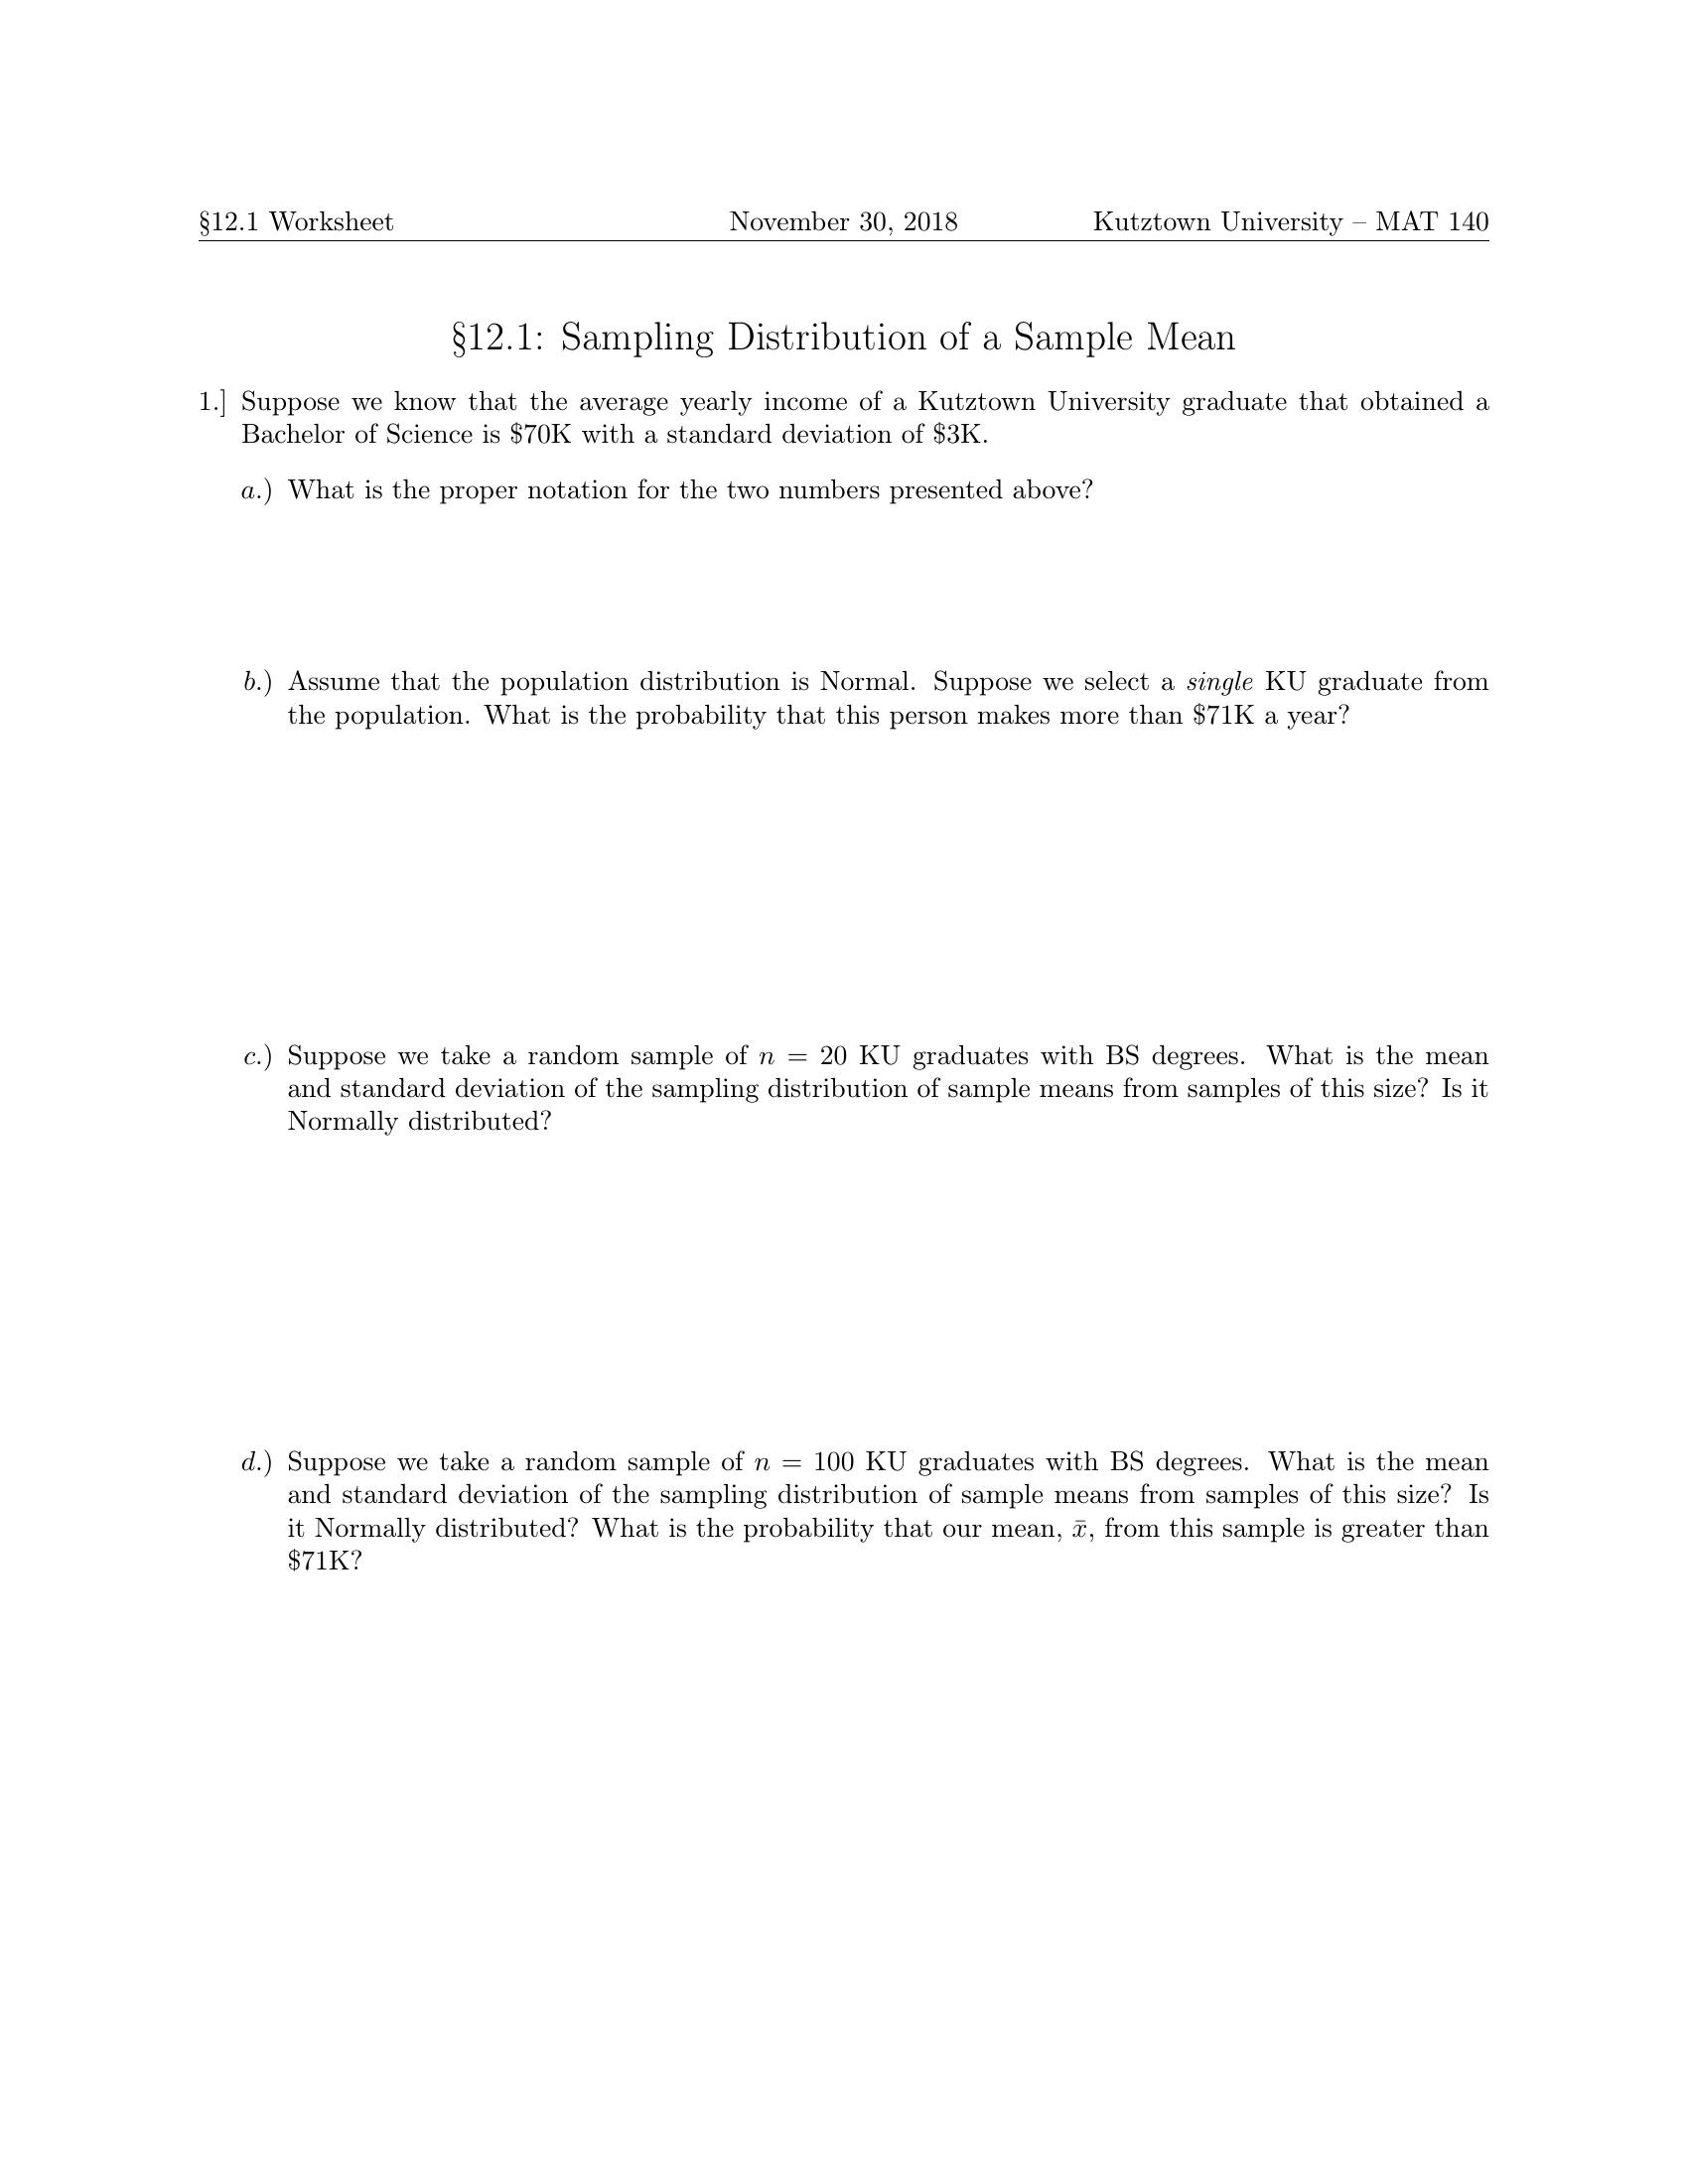 §12.1 Worksheet November 30, 2018 Kutztown University – MAT 140
§12.1: Sampling Distribution of a Sample Mean
1.] Suppose we know that the average yearly income of a Kutztown University graduate that obtained a
Bachelor of Science is $70K with a standard deviation of $3K.
a.) What is the proper notation for the two numbers presented above?
b.) Assume that the population distribution is Normal. Suppose we select a single KU graduate from
the population. What is the probability that this person makes more than $71K a year?
c.) Suppose we take a random sample of n = 20 KU graduates with BS degrees. What is the mean
and standard deviation of the sampling distribution of sample means from samples of this size? Is it
Normally distributed?
d.) Suppose we take a random sample of n = 100 KU graduates with BS degrees. What is the mean
and standard deviation of the sampling distribution of sample means from samples of this size? Is
it Normally distributed? What is the probability that our mean, x̄, from this sample is greater than
$71K?